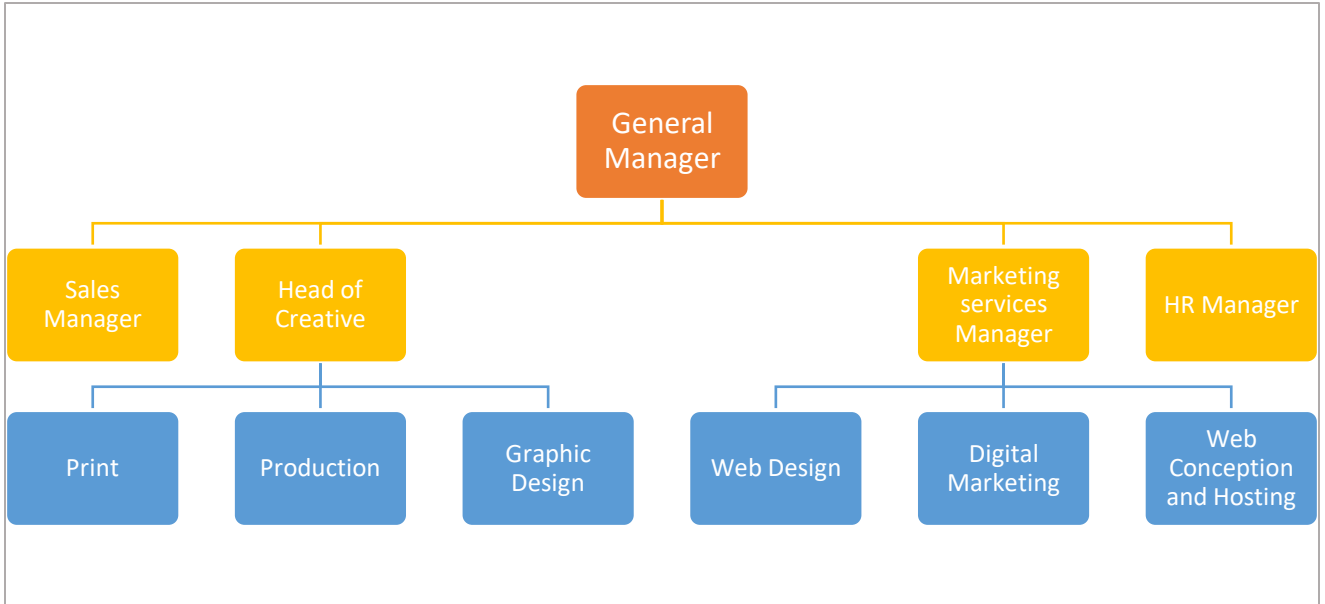 General
Manager
Sales
Manager
Head of
Creative
Marketing
services
Manager
HR Manager
Print
Production
Graphic
Design
Web Design
Digital
Marketing
Web
Conception
and Hosting